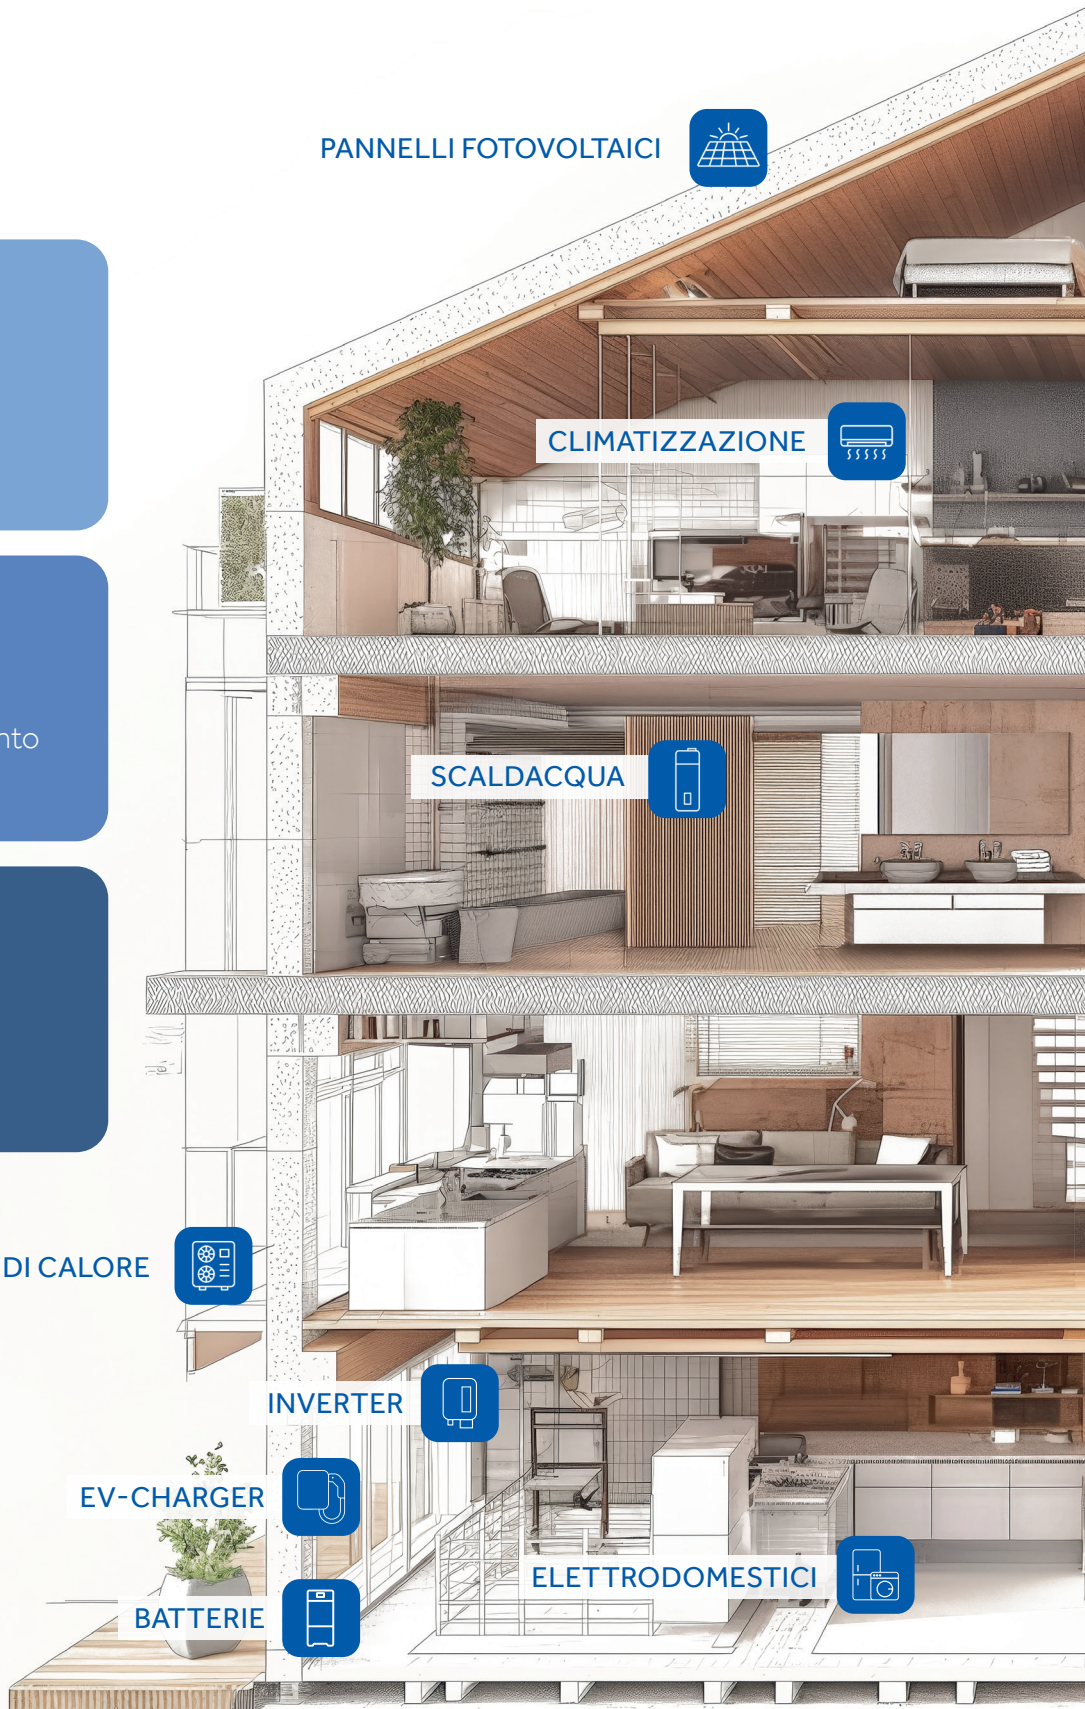 PANNELLI FOTOVOLTAICI
CLIMATIZZAZIONE
nto
SCALDACQUA
DI CALORE
INVERTER
EV-CHARGER
ELETTRODOMESTICI
BATTERIE